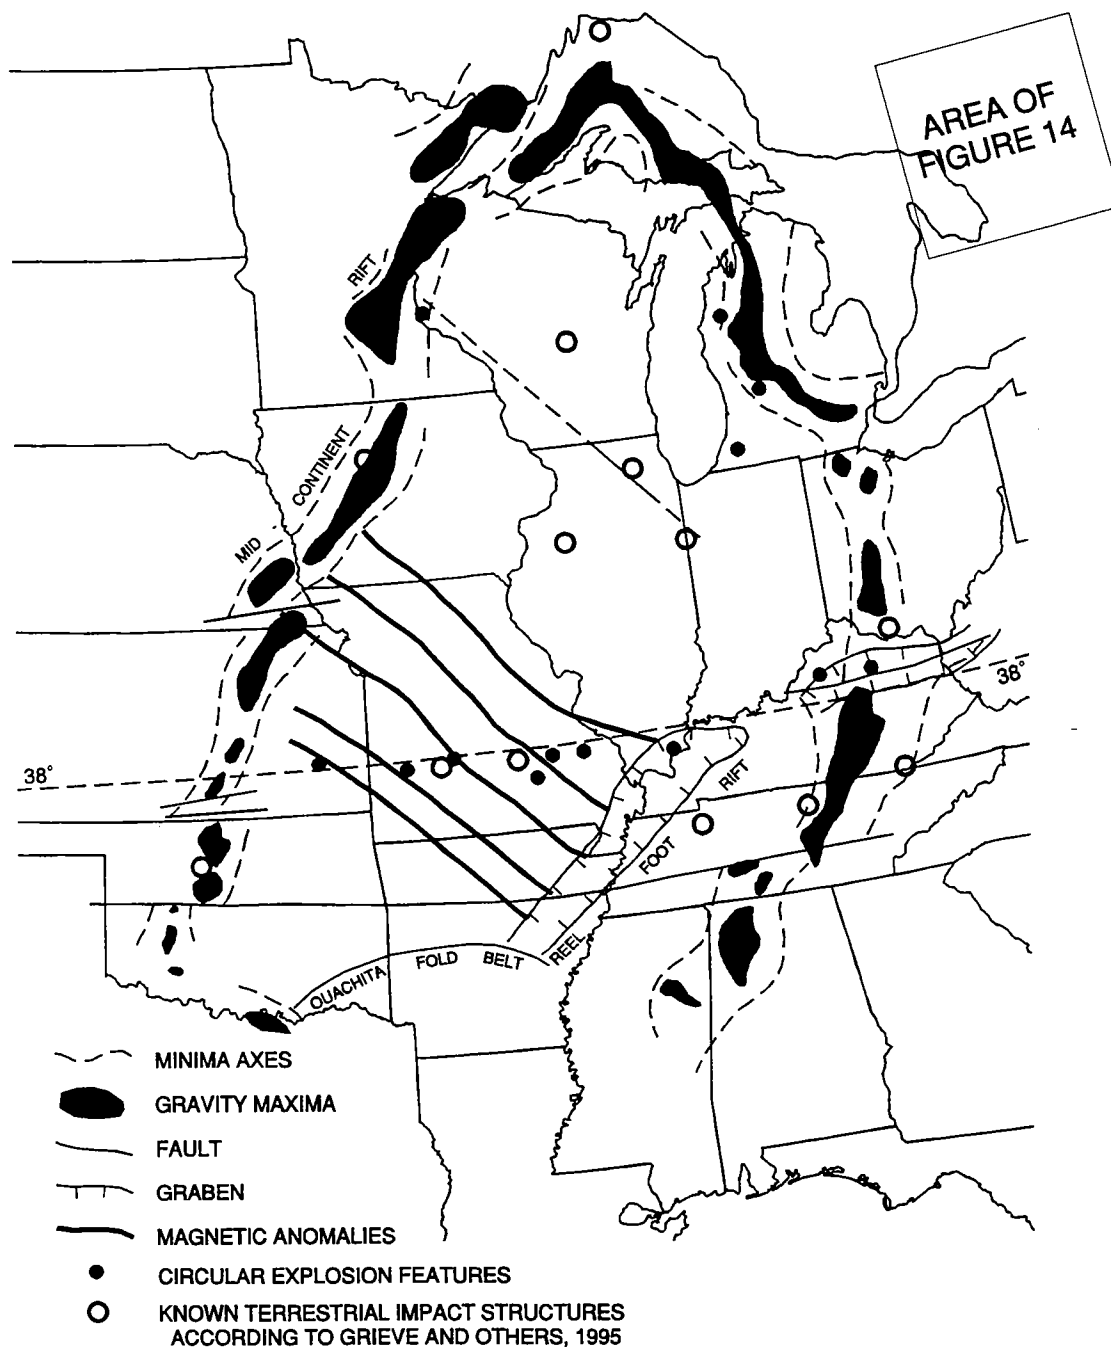 AREA OF
FIGURE 14
RIFT
CONTINENT
MID
38°
38°
RIFT
FOOT
REEL
OUACHITA FOLD BELT
MINIMA AXES
GRAVITY MAXIMA
FAULT
GRABEN
MAGNETIC ANOMALIES
CIRCULAR EXPLOSION FEATURES
KNOWN TERRESTRIAL IMPACT STRUCTURES
ACCORDING TO GRIEVE AND OTHERS, 1995